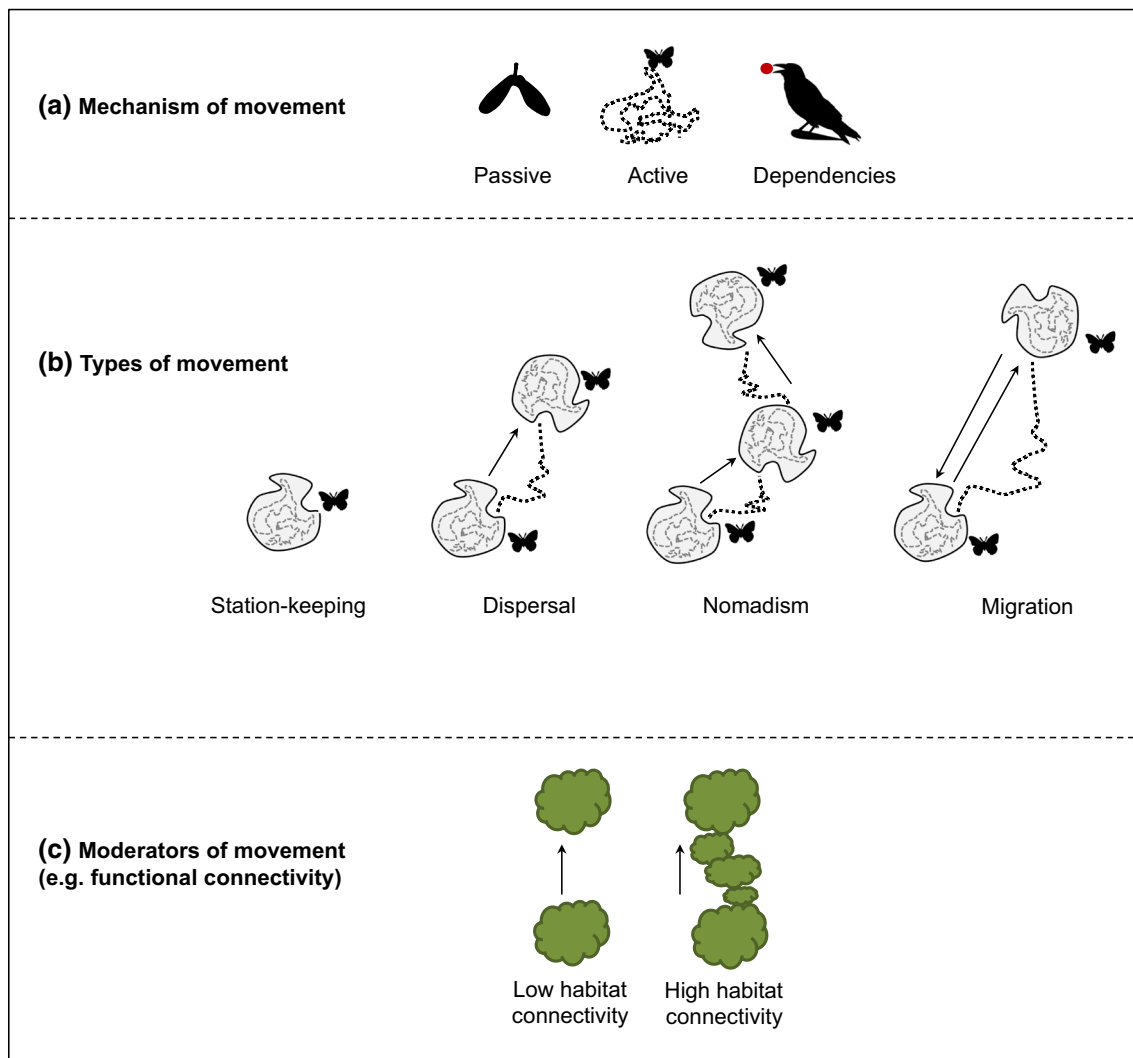 (a) Mechanism of movement
Passive
Active
Dependencies
(b) Types of movement
Station-keeping
Dispersal
Nomadism
Migration
(c) Moderators of movement
(e.g. functional connectivity)
Low habitat
connectivity
High habitat
connectivity